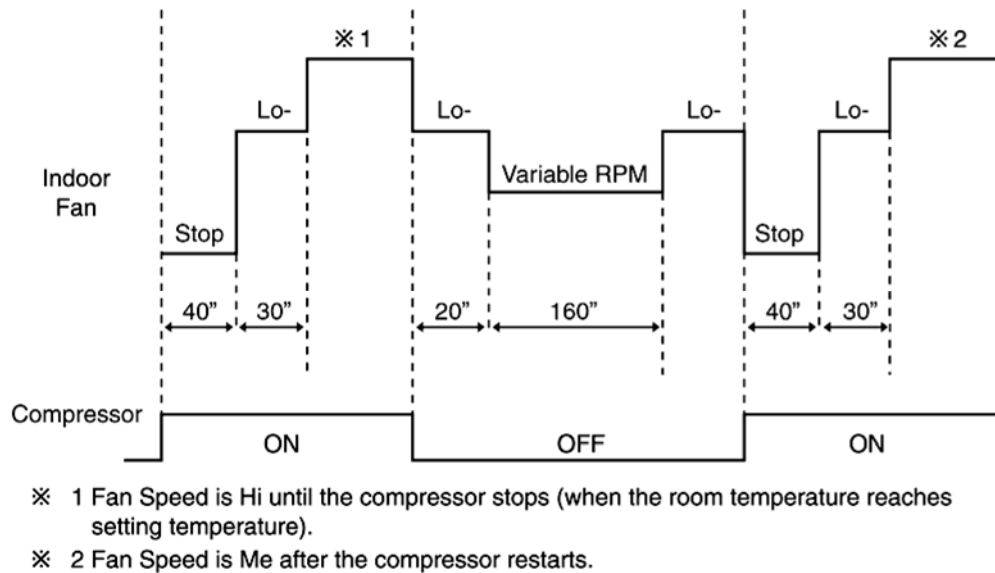 ※ 1
※ 2
Lo-
Lo-
Lo-
Lo-
Indoor
Fan
Variable RPM
Stop
Stop
40”
30”
20”
160”
40”
30”
Compressor
ON
OFF
ON
※ 1 Fan Speed is Hi until the compressor stops (when the room temperature reaches
setting temperature).
※ 2 Fan Speed is Me after the compressor restarts.